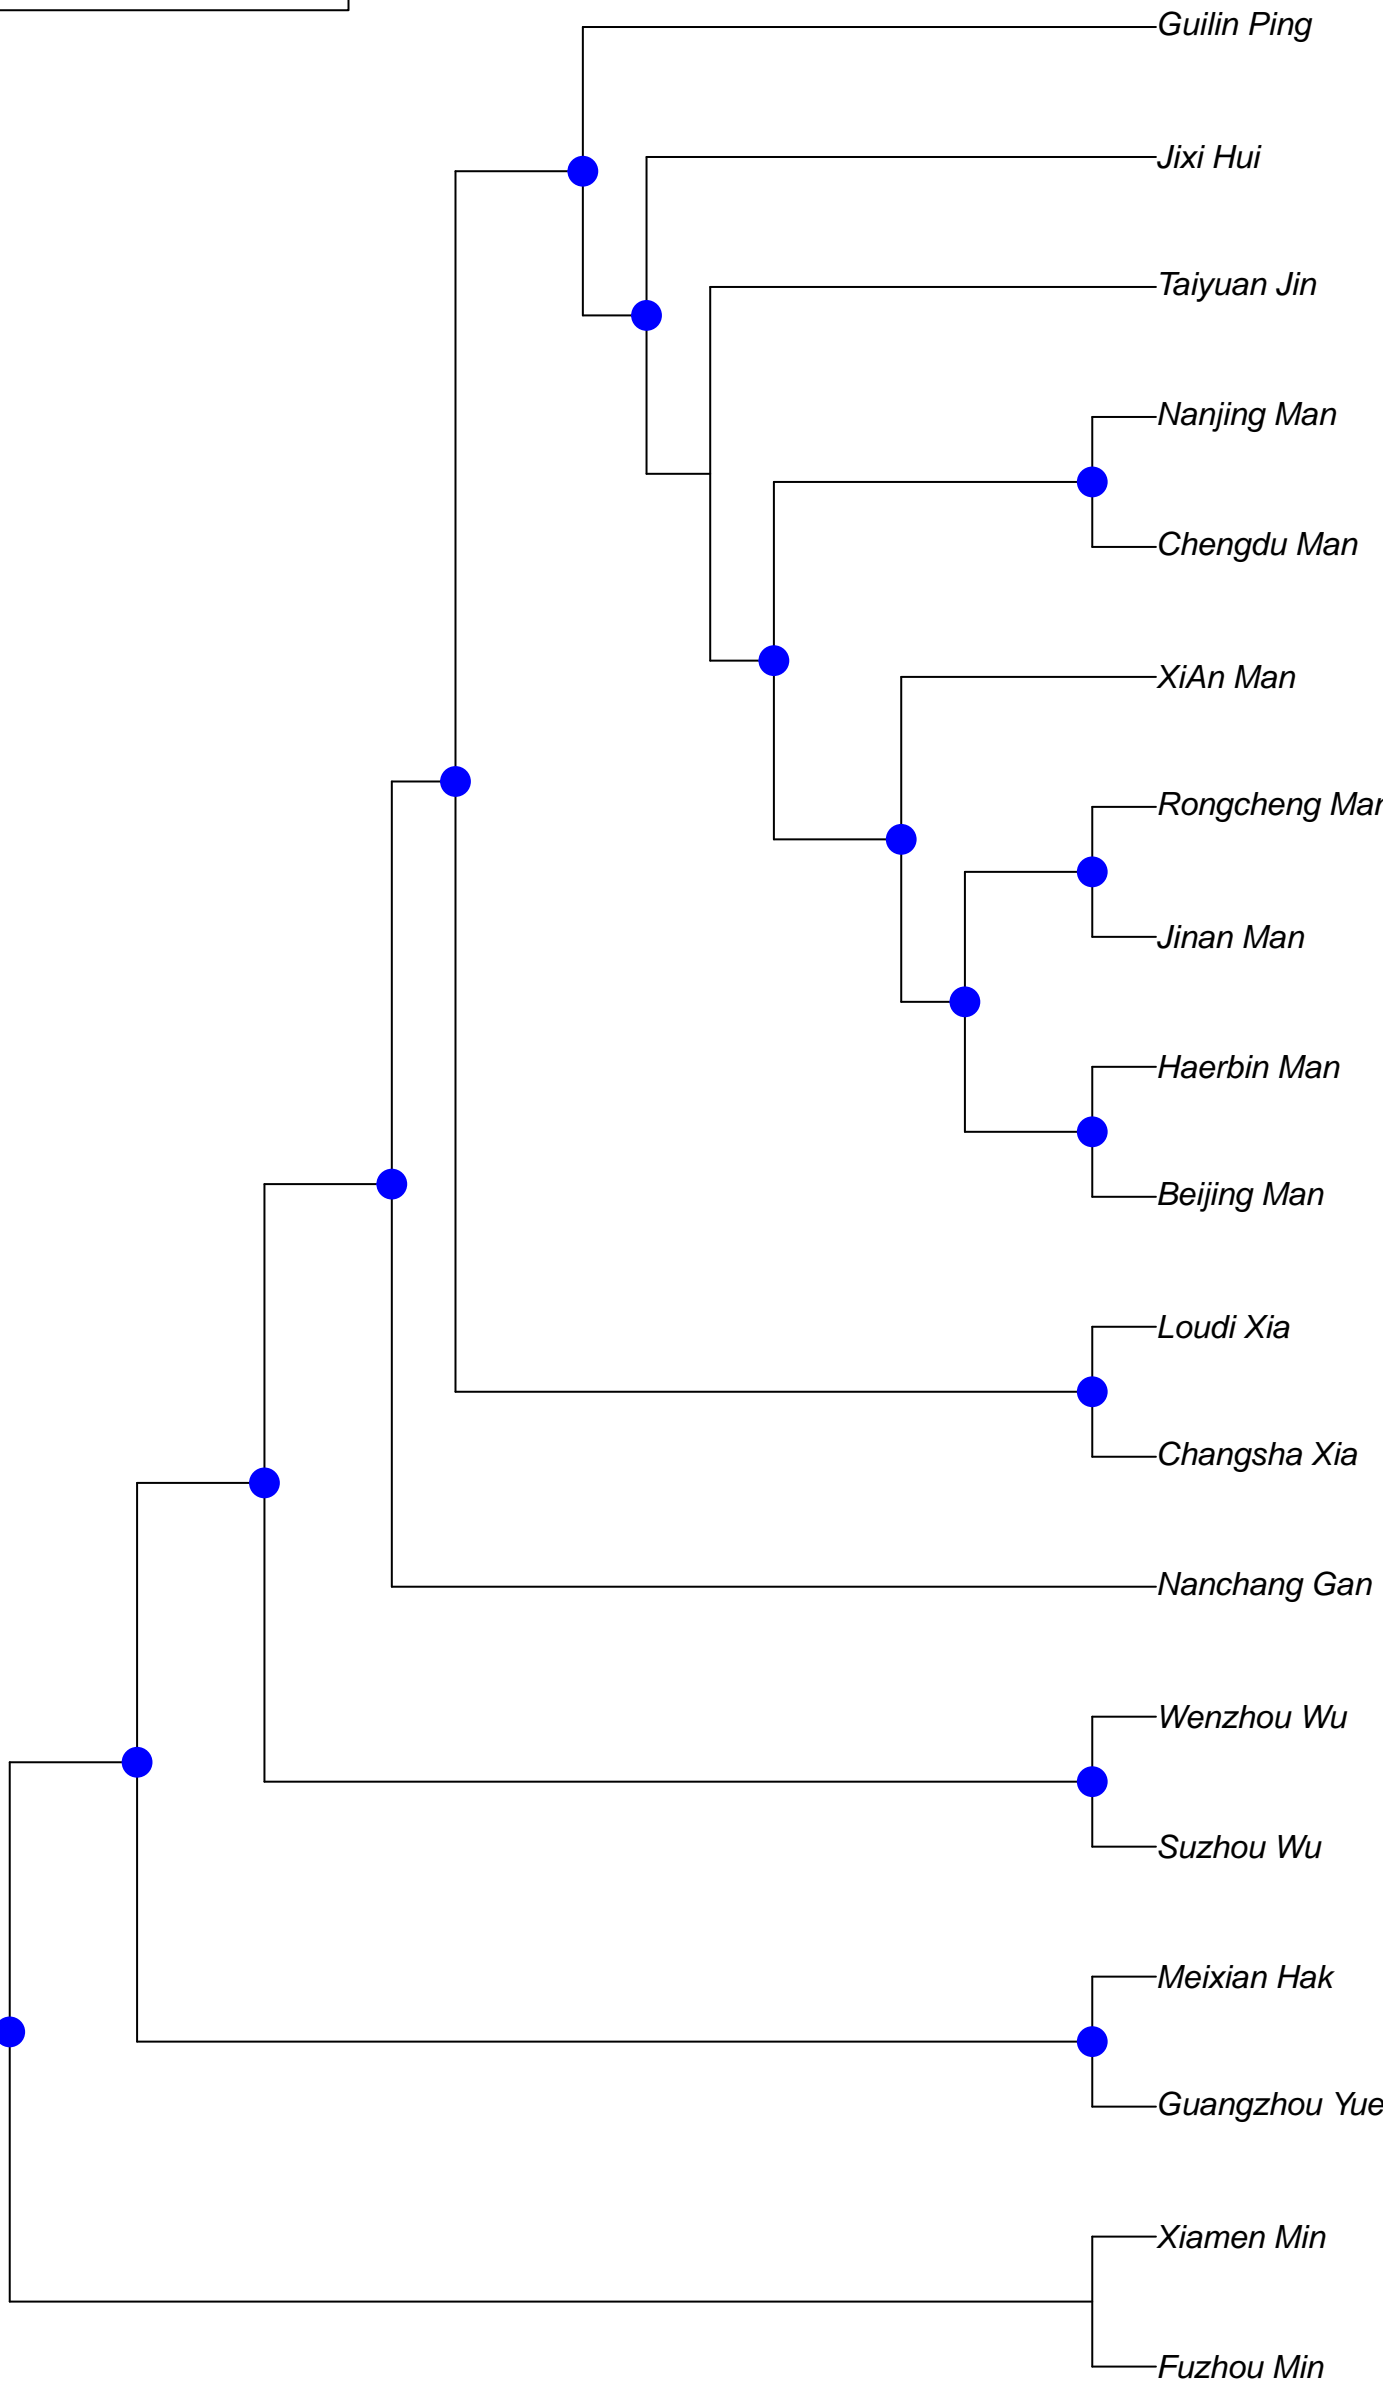 Guilin Ping
Jixi Hui
Taiyuan Jin
Nanjing Man
Chengdu Man
XiAn Man
Rongcheng Man
Jinan Man
Haerbin Man
Beijing Man
Loudi Xia
Changsha Xia
Nanchang Gan
Wenzhou Wu
Suzhou Wu
Meixian Hak
Guangzhou Yue
Xiamen Min
Fuzhou Min